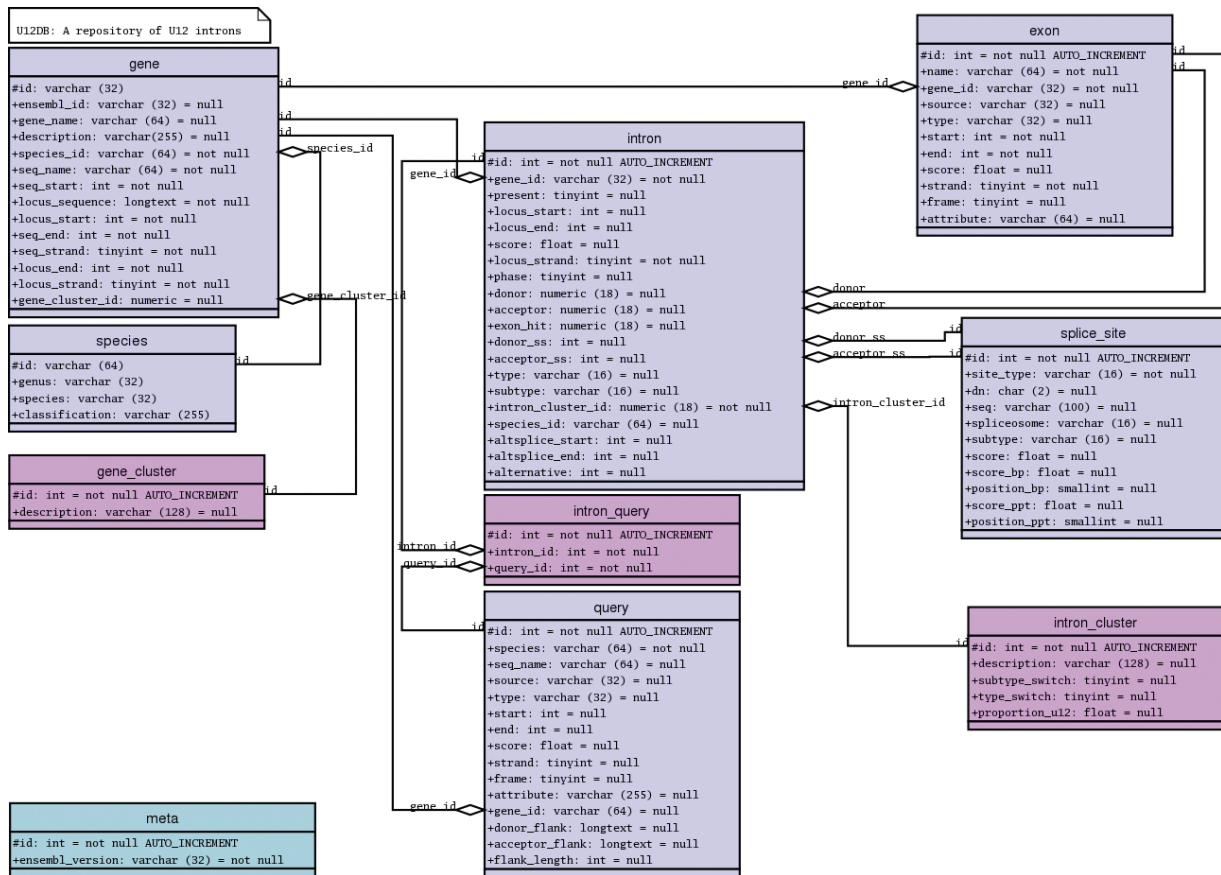 U12DB: A repository of U12 introns
gene
#id: varchar (32)
+ensembl_id: varchar (32) = null
+gene_name: varchar (64) = null
+description: varchar(255) = null
+species_id: varchar (64) = not null
+seq_name: varchar (64) = not null
+seq_start: int = not null
+locus_sequence: longtext = not null
+locus_start: int = not null
+seq_end: int = not null
+seq_strand: tinyint = not null
+locus_end: int = not null
+locus_strand: tinyint = not null
+gene_cluster_id: numeric = null
id
id
id
species_id
gene_cluster_id
species
#id: varchar (64)
+genus: varchar (32)
+species: varchar (32)
+classification: varchar (255)
id
gene_cluster
#id: int = not null AUTO_INCREMENT
+description: varchar (128) = null
id
meta
#id: int = not null AUTO_INCREMENT
+ensembl_version: varchar (32) = not null
intron
#id: int = not null AUTO_INCREMENT
+gene_id: varchar (32) = not null
+present: tinyint = null
+locus_start: int = null
+locus_end: int = null
+score: float = null
+locus_strand: tinyint = null
+phase: tinyint = null
+donor: numeric (18) = null
+acceptor: numeric (18) = null
+exon_hit: numeric (18) = null
+donor_ss: int = null
+acceptor_ss: int = null
+type: varchar (16) = null
+subtype: varchar (16) = null
+intron_cluster_id: numeric (18) = not null
+species_id: varchar (64) = null
+altsplice_start: int = null
+altsplice_end: int = null
+alternative: int = null
id
gene_id
donor
acceptor
donor_ss
acceptor_ss
intron_cluster_id
intron_query
#id: int = not null AUTO_INCREMENT
+intron_id: int = not null
+query_id: int = not null
intron_id
query_id
query
#id: int = not null AUTO_INCREMENT
+species: varchar (64) = not null
+seq_name: varchar (64) = null
+source: varchar (32) = null
+type: varchar (32) = null
+start: int = null
+end: int = null
+score: float = null
+strand: tinyint = null
+frame: tinyint = null
+attribute: varchar (255) = null
+gene_id: varchar (64) = null
+donor_flank: longtext = null
+acceptor_flank: longtext = null
+flank_length: int = null
id
gene_id
exon
#id: int = not null AUTO_INCREMENT
+name: varchar (64) = not null
+gene_id: varchar (32) = not null
+source: varchar (32) = null
+type: varchar (32) = null
+start: int = not null
+end: int = not null
+score: float = null
+strand: tinyint = not null
+frame: tinyint = null
+attribute: varchar (64) = null
gene_id
id
id
splice_site
#id: int = not null AUTO_INCREMENT
+site_type: varchar (16) = not null
+dn: char (2) = null
+seq: varchar (100) = null
+spliceosome: varchar (16) = null
+subtype: varchar (16) = null
+score: float = null
+score_bp: float = null
+position_bp: smallint = null
+score_ppt: float = null
+position_ppt: smallint = null
id
id
intron_cluster
#id: int = not null AUTO_INCREMENT
+description: varchar (128) = null
+subtype_switch: tinyint = null
+type_switch: tinyint = null
+proportion_u12: float = null
id